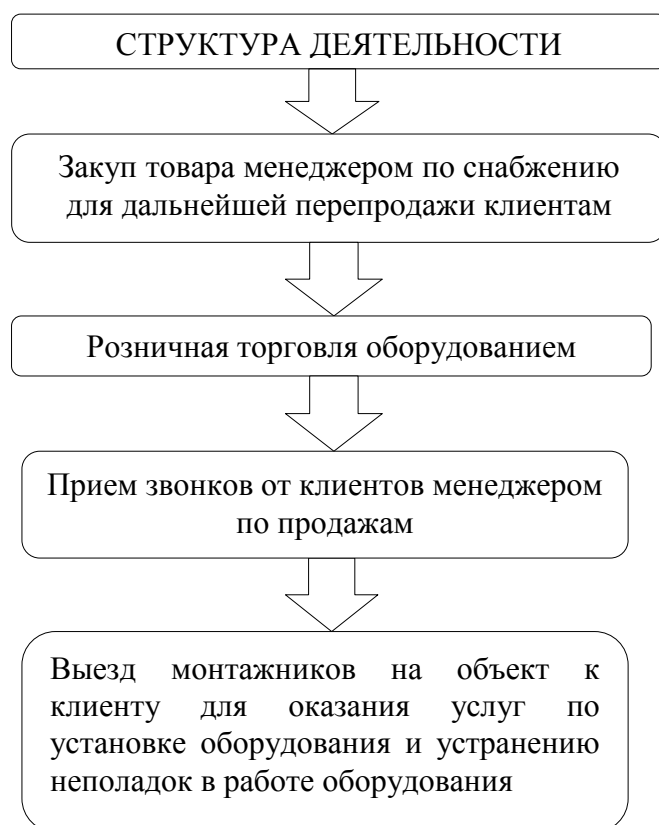 СТРУКТУРА ДЕЯТЕЛЬНОСТИ
Закуп товара менеджером по снабжению
для дальнейшей перепродажи клиентам
Розничная торговля оборудованием
Прием звонков от клиентов менеджером
по продажам
Выезд монтажников на объект к
клиенту для оказания услуг по
установке оборудования и устранению
неполадок в работе оборудования